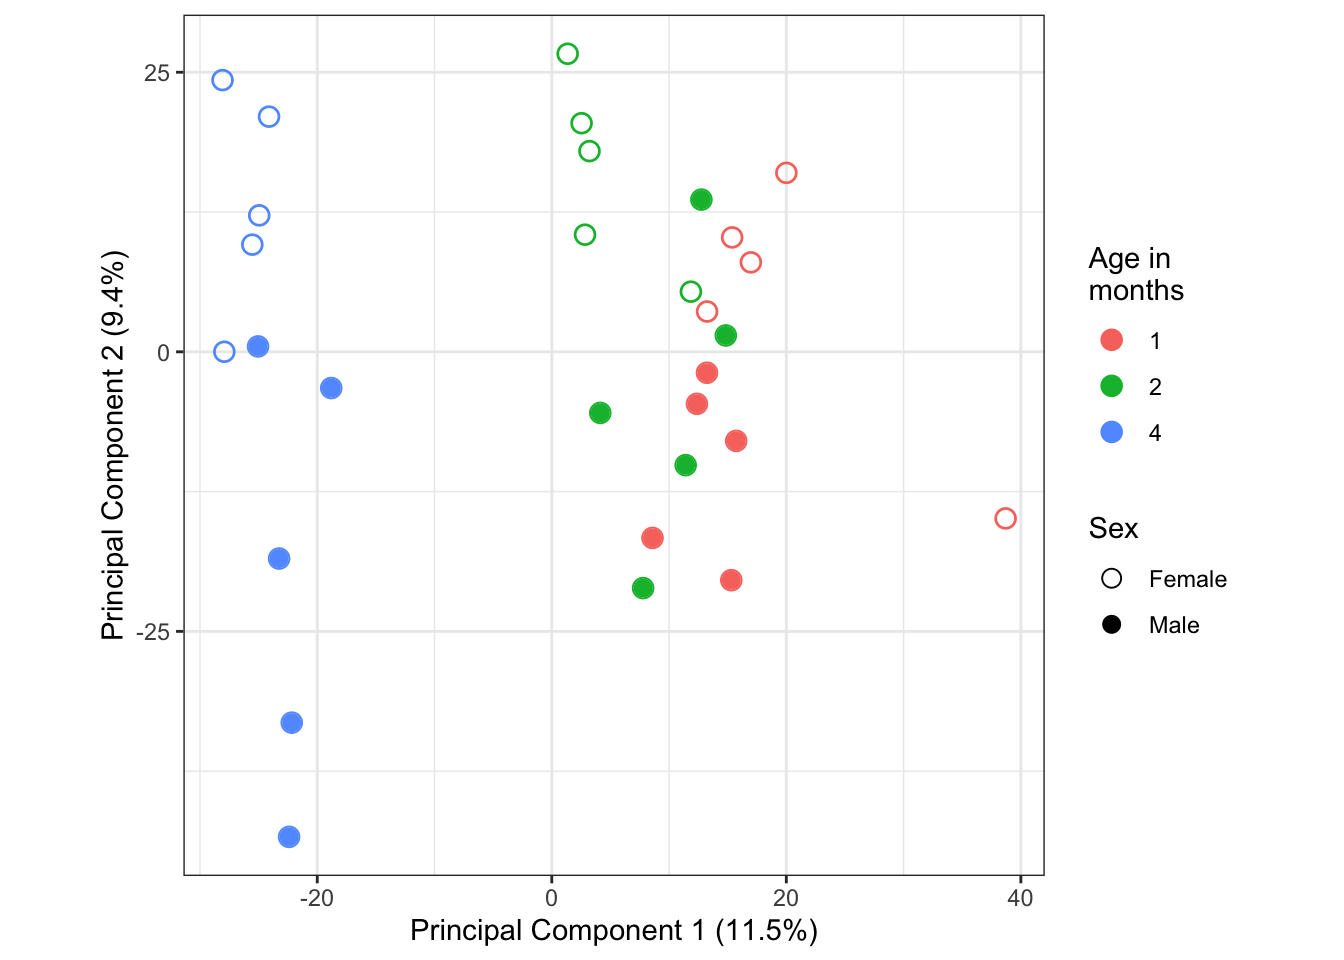 25
0
-25
-20
0
20
40
Principal Component 2 (9.4%)
Principal Component 1 (11.5%)
Age in
months
1
2
4
Sex
Female
Male